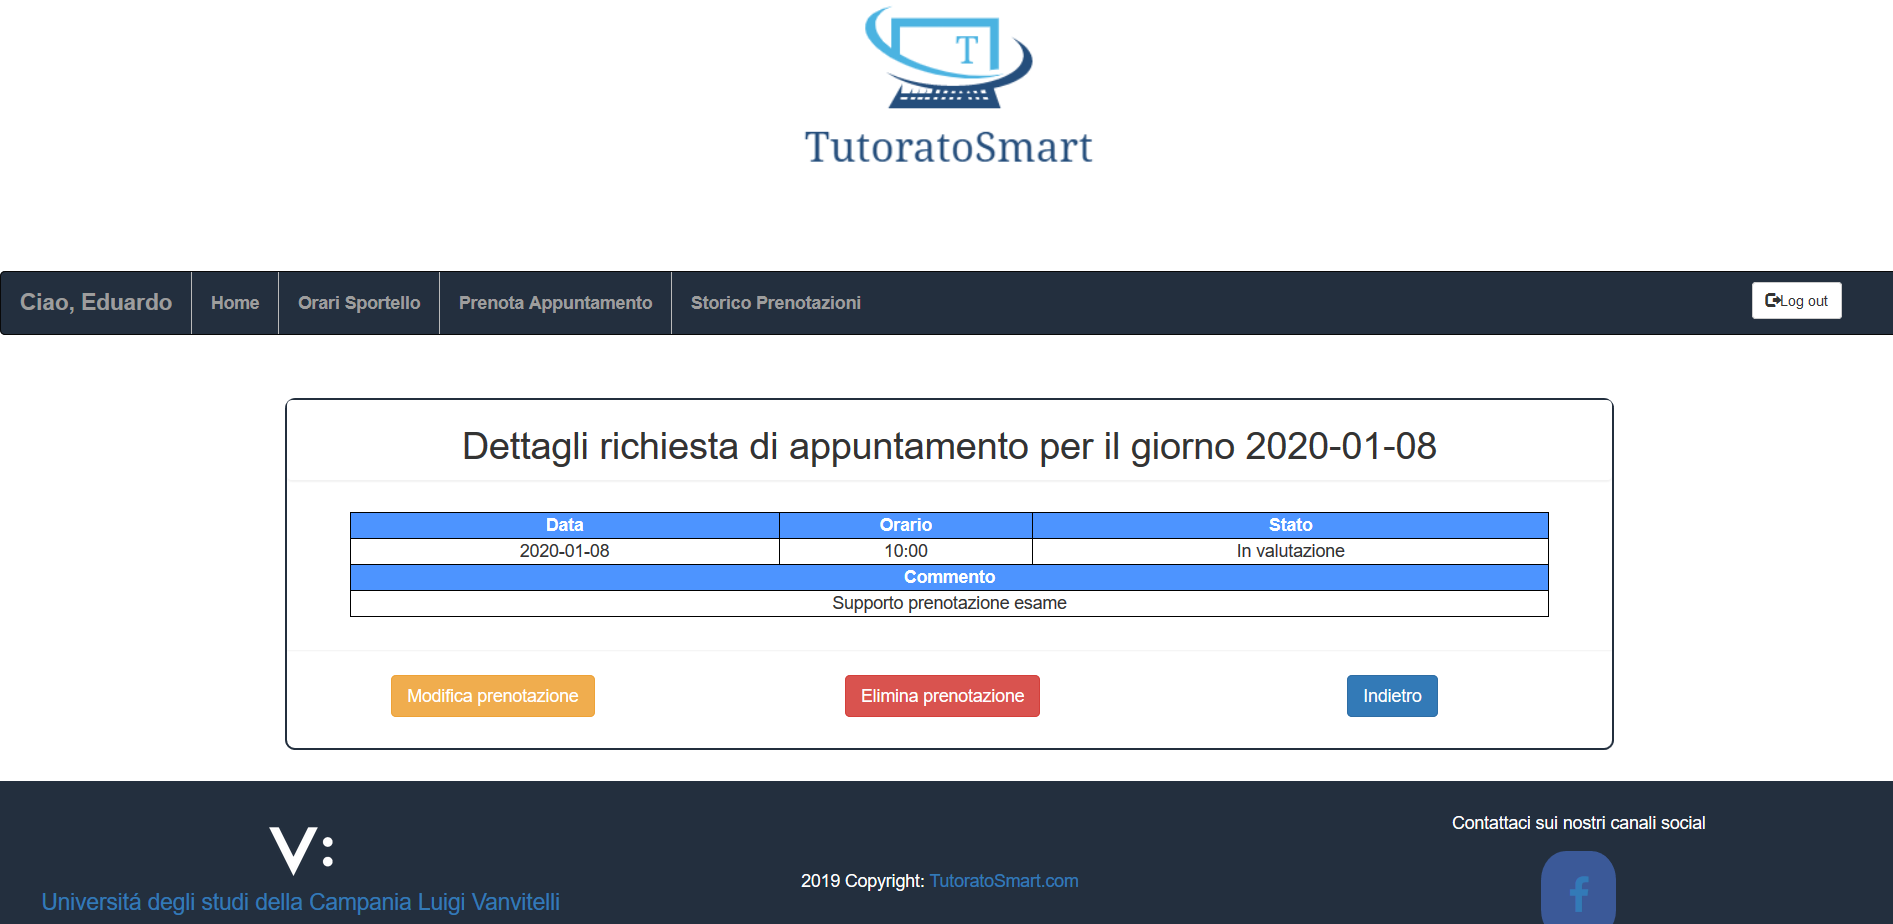 T
TutoratoSmart
Ciao, Eduardo Home Orari Sportello Prenota Appuntamento Storico Prenotazioni Log out
Dettagli richiesta di appuntamento per il giorno 2020-01-08
Data Orario Stato
2020-01-08 10:00 In valutazione
Commento
Supporto prenotazione esame
Modifica prenotazione Elimina prenotazione Indietro
V:
Universitá degli studi della Campania Luigi Vanvitelli
2019 Copyright: TutoratoSmart.com
Contattaci sui nostri canali social
f